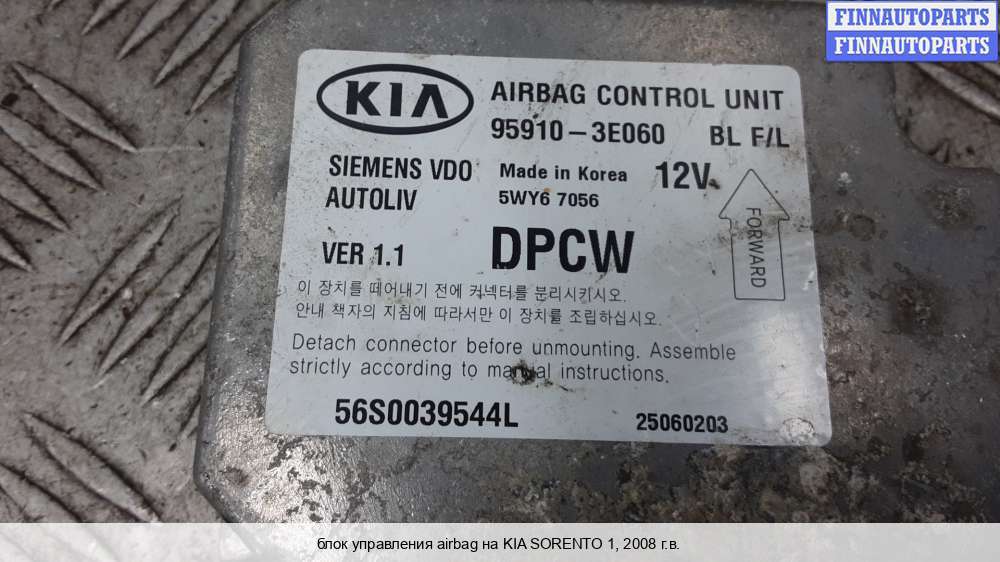 FINNAUTOPARTS
FINNAUTOPARTS
KIA
AIRBAG CONTROL UNIT
95910-3E060 BL F/L
SIEMENS VDO
AUTOLIV
Made in Korea
5WY6 7056
12V
FORWARD
VER 1.1
DPCW
이 장치를 떼어내기 전에 커넥터를 분리시키시오.
안내 책자의 지침에 따라서만 이 장치를 조립하십시오.
Detach connector before unmounting. Assemble
strictly according to manual instructions.
56S0039544L
25060203
блок управления airbag на KIA SORENTO 1, 2008 г.в.